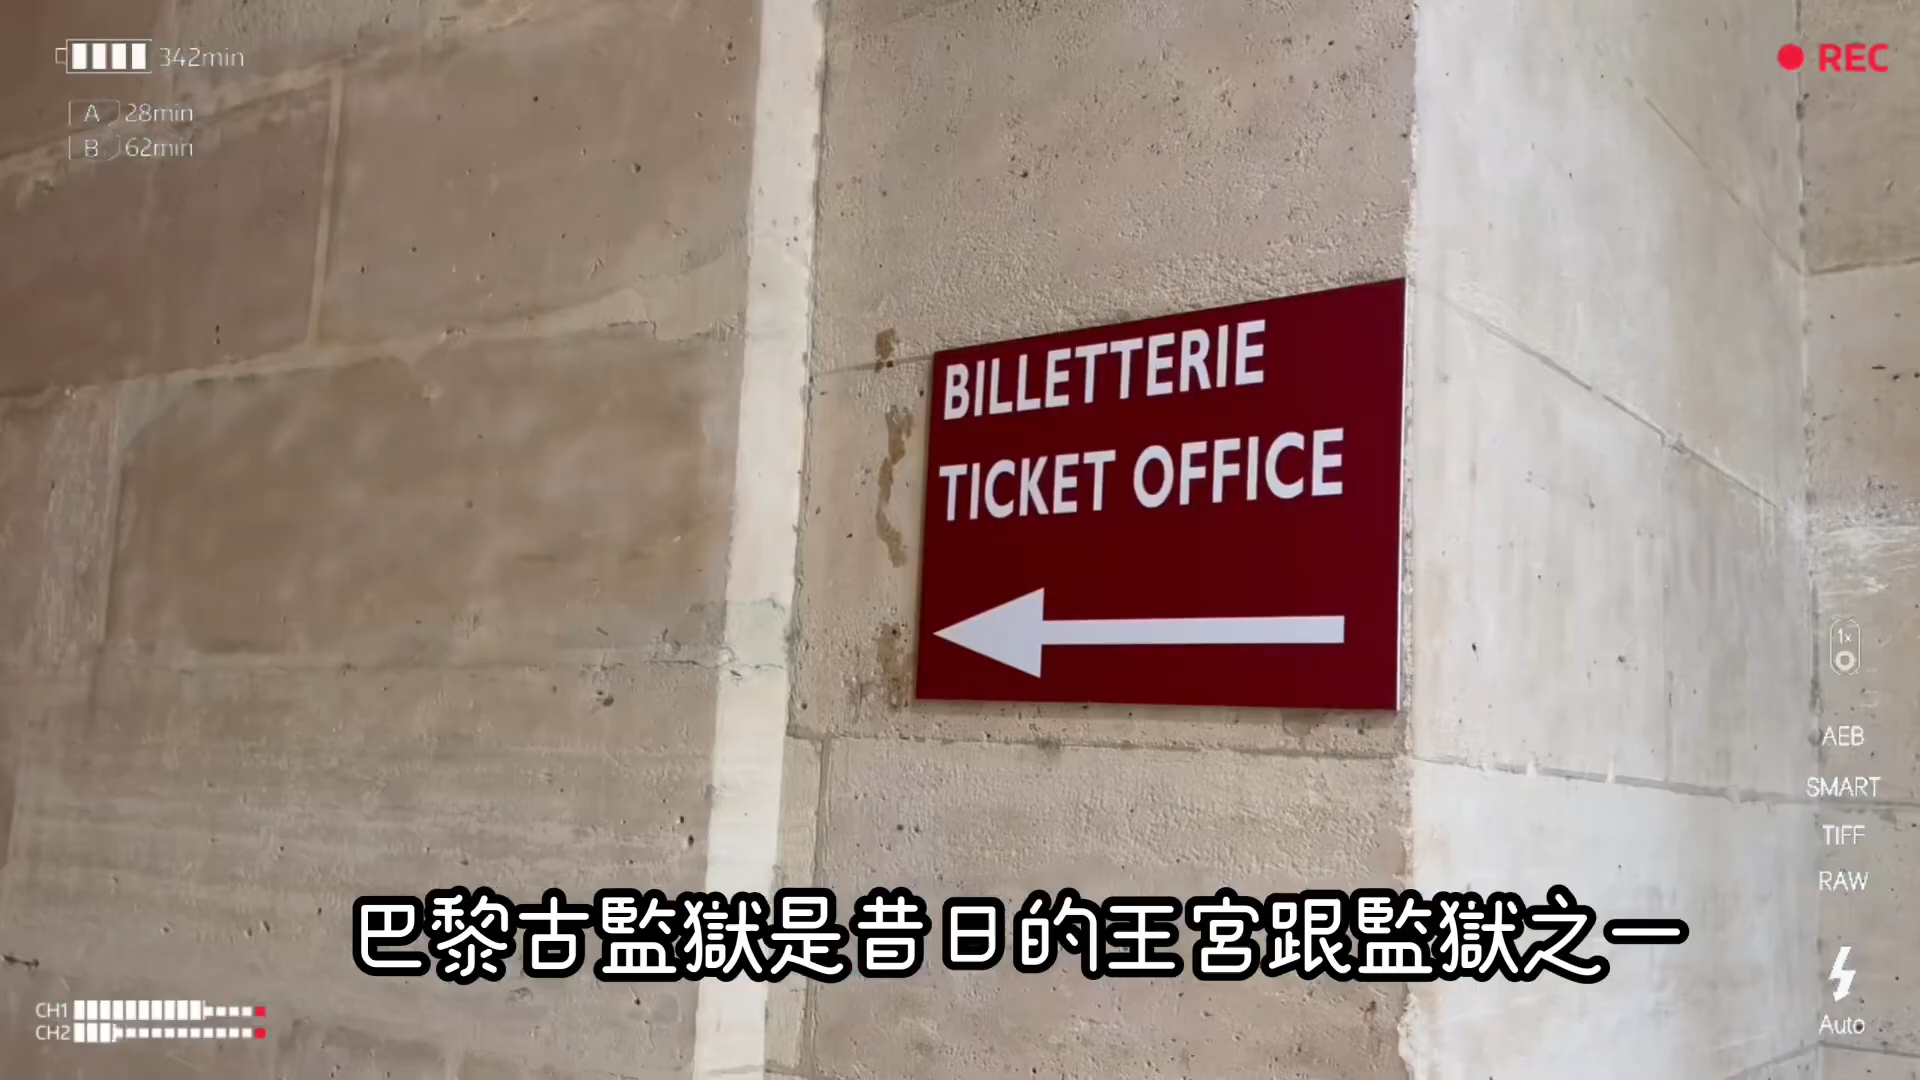 342min
REC
A 28min
B 62min
BILLETTERIE
TICKET OFFICE
1x
AEB
SMART
TIFF
RAW
巴黎古監獄是昔日的王宮跟監獄之一
CH1
CH2
Auto